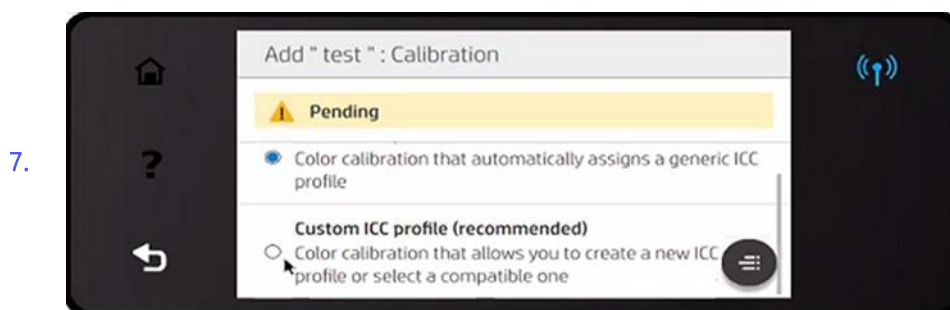 7.
Add " test " : Calibration
Pending
Color calibration that automatically assigns a generic ICC
profile
Custom ICC profile (recommended)
Color calibration that allows you to create a new ICC
profile or select a compatible one
?